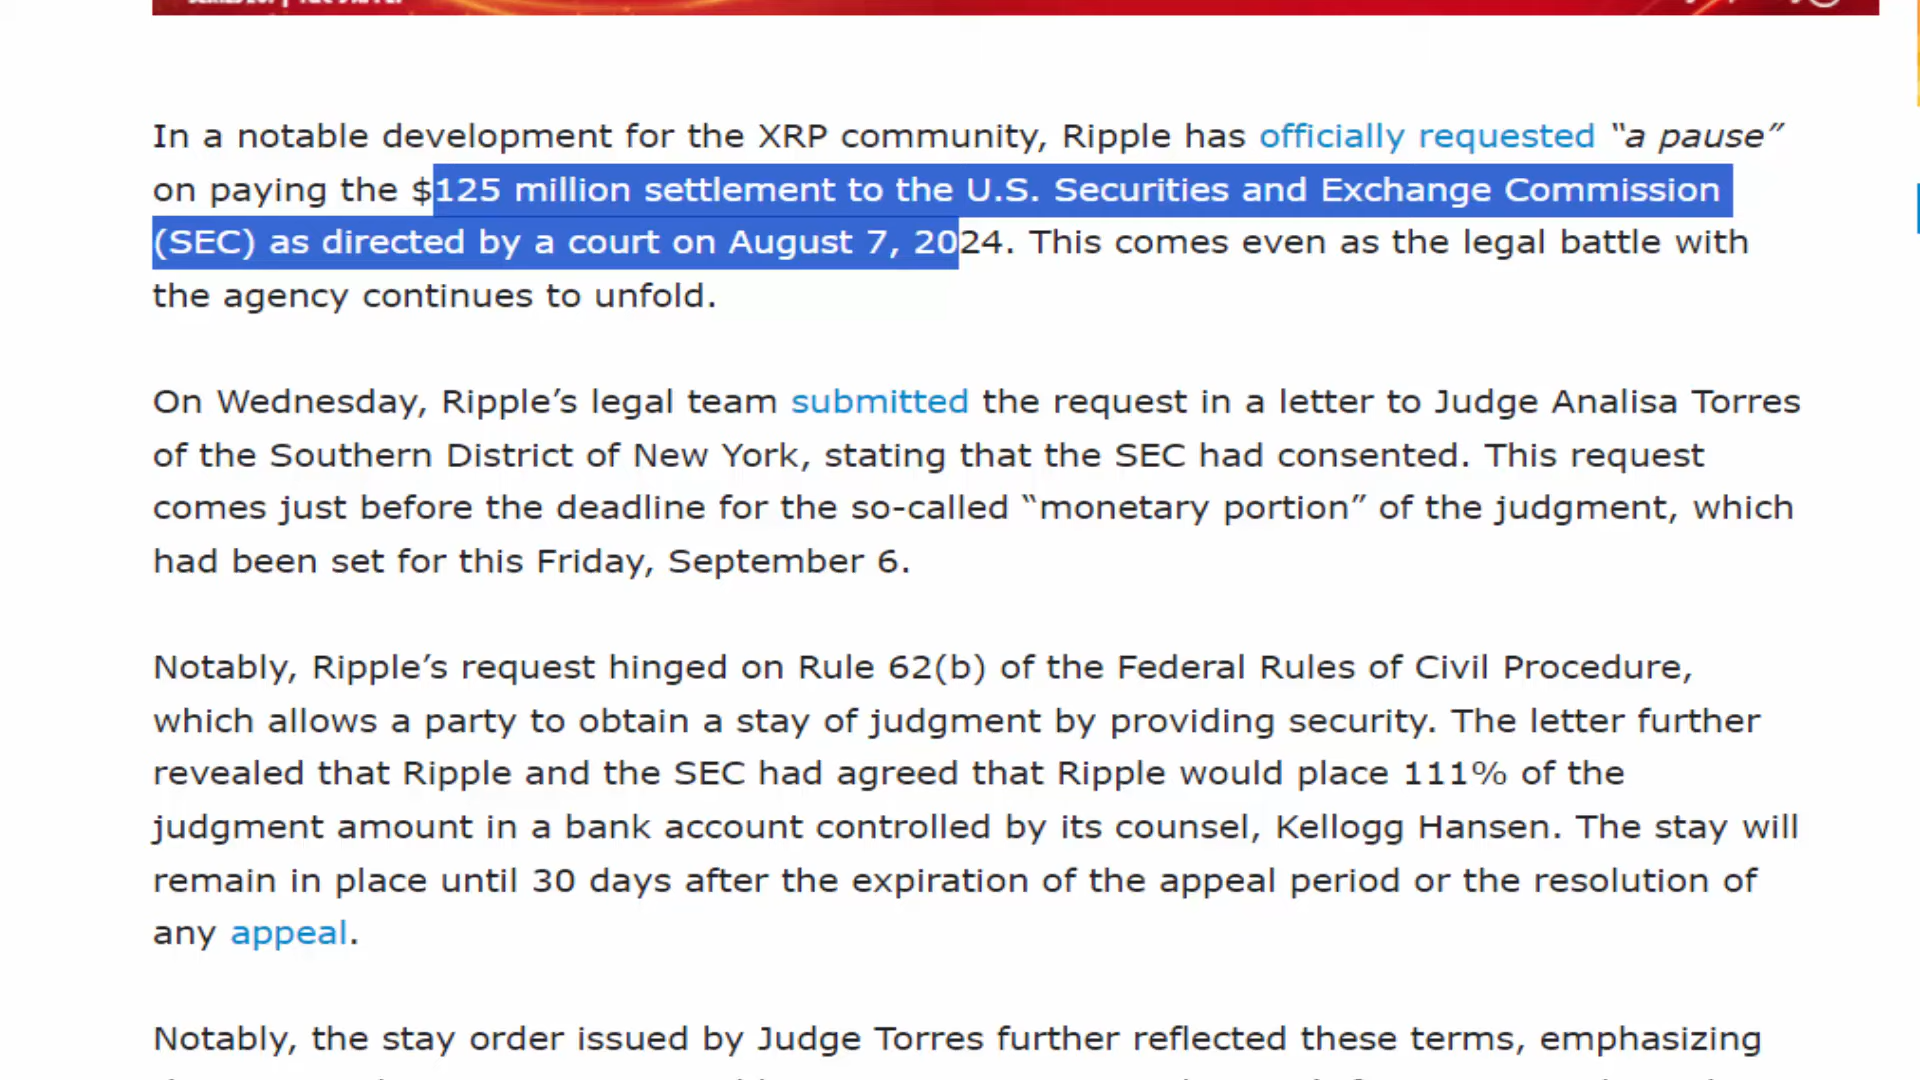 In a notable development for the XRP community, Ripple has officially requested “a pause”
on paying the $125 million settlement to the U.S. Securities and Exchange Commission
(SEC) as directed by a court on August 7, 2024. This comes even as the legal battle with
the agency continues to unfold.
On Wednesday, Ripple’s legal team submitted the request in a letter to Judge Analisa Torres
of the Southern District of New York, stating that the SEC had consented. This request
comes just before the deadline for the so-called “monetary portion” of the judgment, which
had been set for this Friday, September 6.
Notably, Ripple’s request hinged on Rule 62(b) of the Federal Rules of Civil Procedure,
which allows a party to obtain a stay of judgment by providing security. The letter further
revealed that Ripple and the SEC had agreed that Ripple would place 111% of the
judgment amount in a bank account controlled by its counsel, Kellogg Hansen. The stay will
remain in place until 30 days after the expiration of the appeal period or the resolution of
any appeal.
Notably, the stay order issued by Judge Torres further reflected these terms, emphasizing